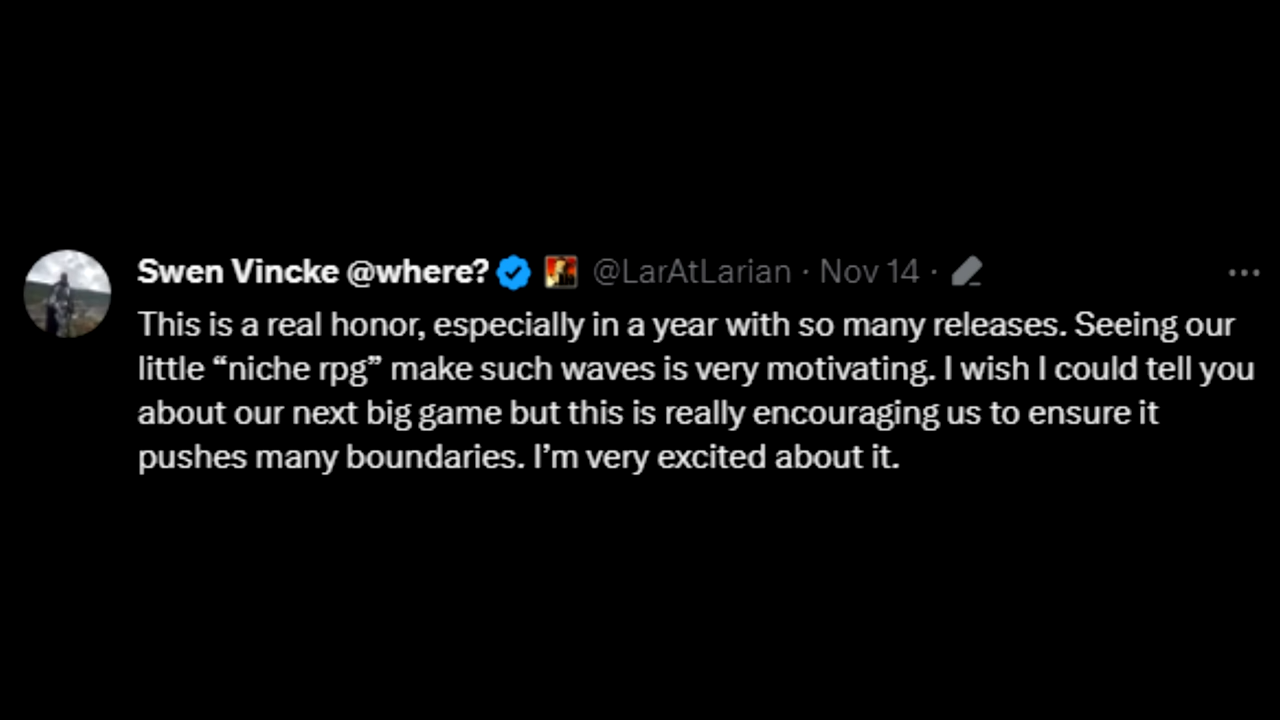 Swen Vincke @where? @LarAtLarian · Nov 14 ·
This is a real honor, especially in a year with so many releases. Seeing our
little “niche rpg” make such waves is very motivating. I wish I could tell you
about our next big game but this is really encouraging us to ensure it
pushes many boundaries. I’m very excited about it.